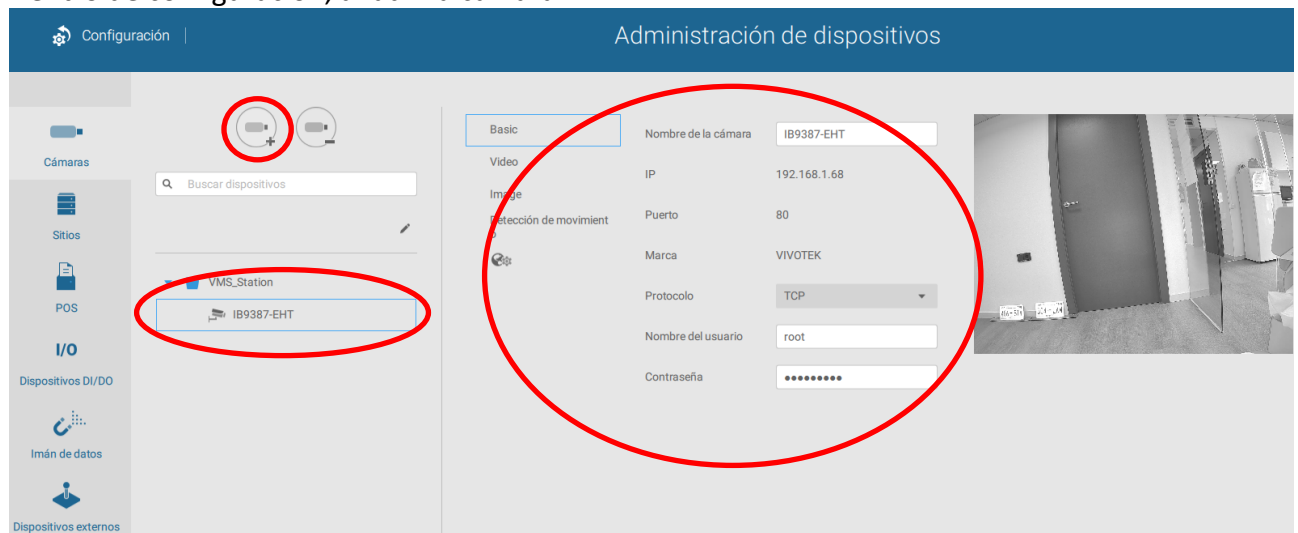 Configuración |
Administración de dispositivos
Cámaras
Sitios
POS
I/O
Dispositivos DI/DO
Imán de datos
Dispositivos externos
Buscar dispositivos
VMS_Station
IB9387-EHT
Basic
Video
Image
Detección de movimient
o
Nombre de la cámara IB9387-EHT
IP 192.168.1.68
Puerto 80
Marca VIVOTEK
Protocolo TCP
Nombre del usuario root
Contraseña •••••••••